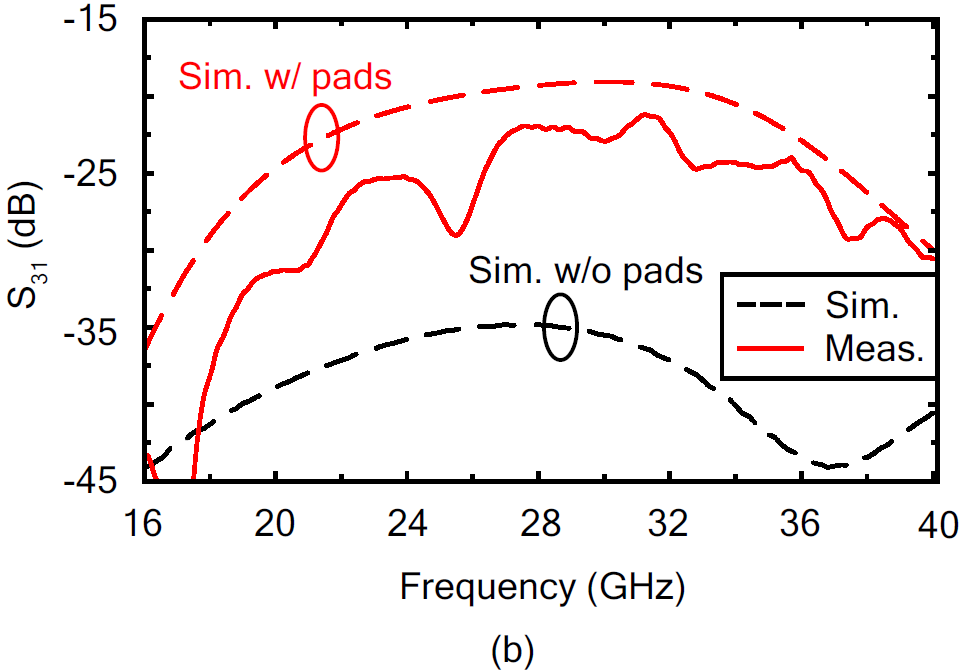 -15
Sim. w/ pads
-25
S31 (dB)
Sim. w/o pads
Sim.
-35
Meas.
-45
16 20 24 28 32 36 40
Frequency (GHz)
(b)